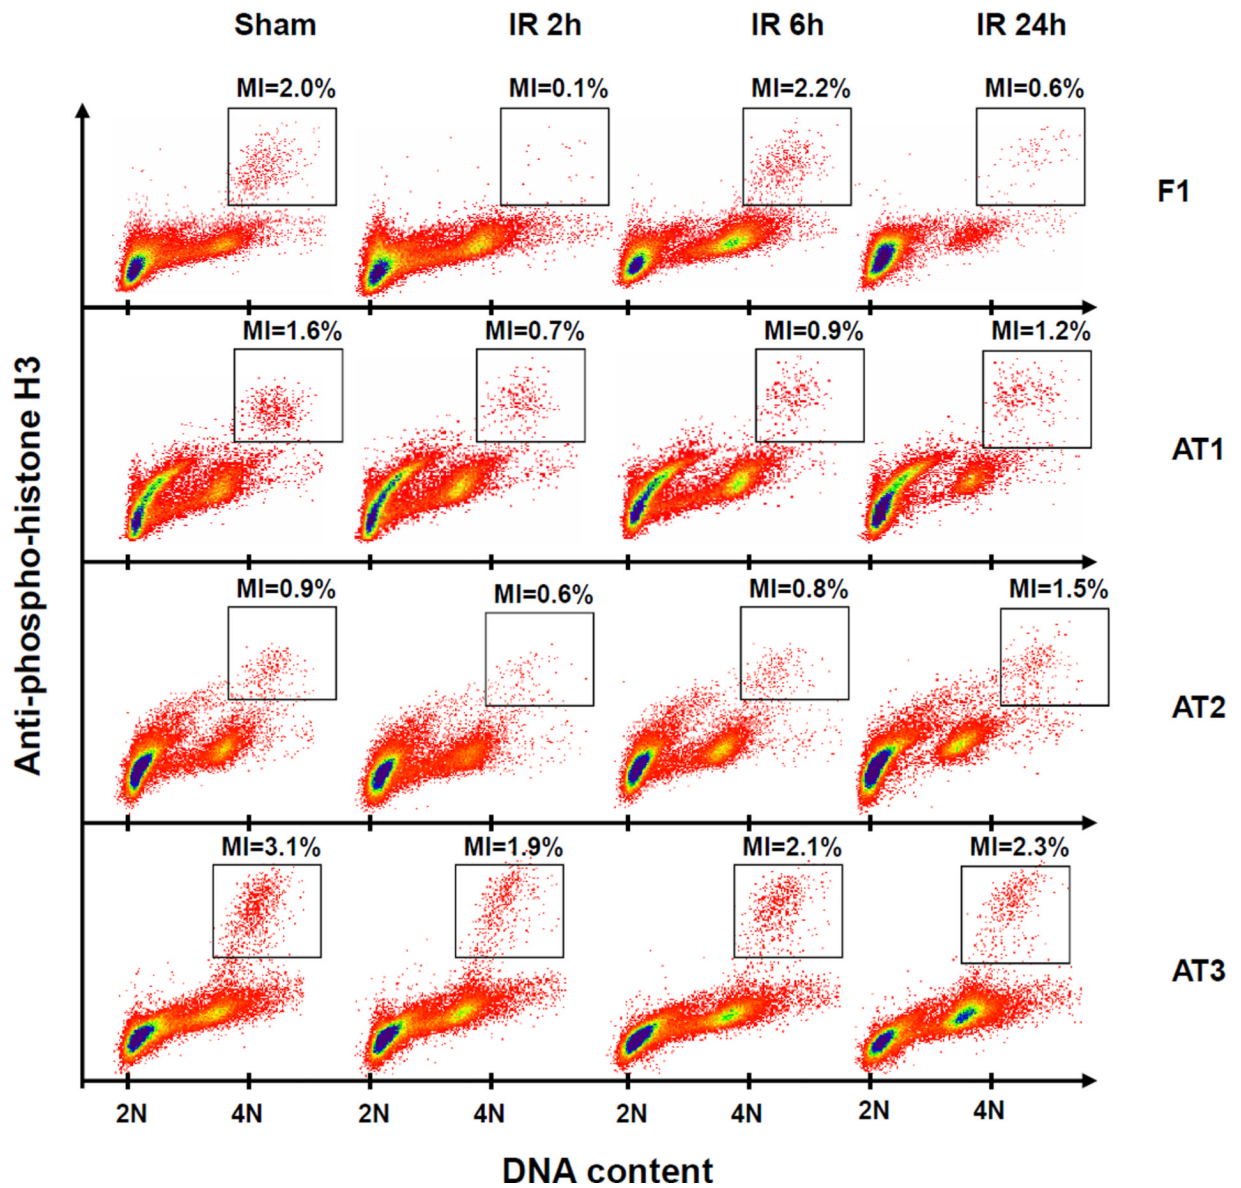 Sham IR 2h IR 6h IR 24h
MI=2.0% MI=0.1% MI=2.2% MI=0.6%
F1
MI=1.6% MI=0.7% MI=0.9% MI=1.2%
AT1
MI=0.9% MI=0.6% MI=0.8% MI=1.5%
AT2
MI=3.1% MI=1.9% MI=2.1% MI=2.3%
AT3
Anti-phospho-histone H3
2N 4N 2N 4N 2N 4N 2N 4N
DNA content